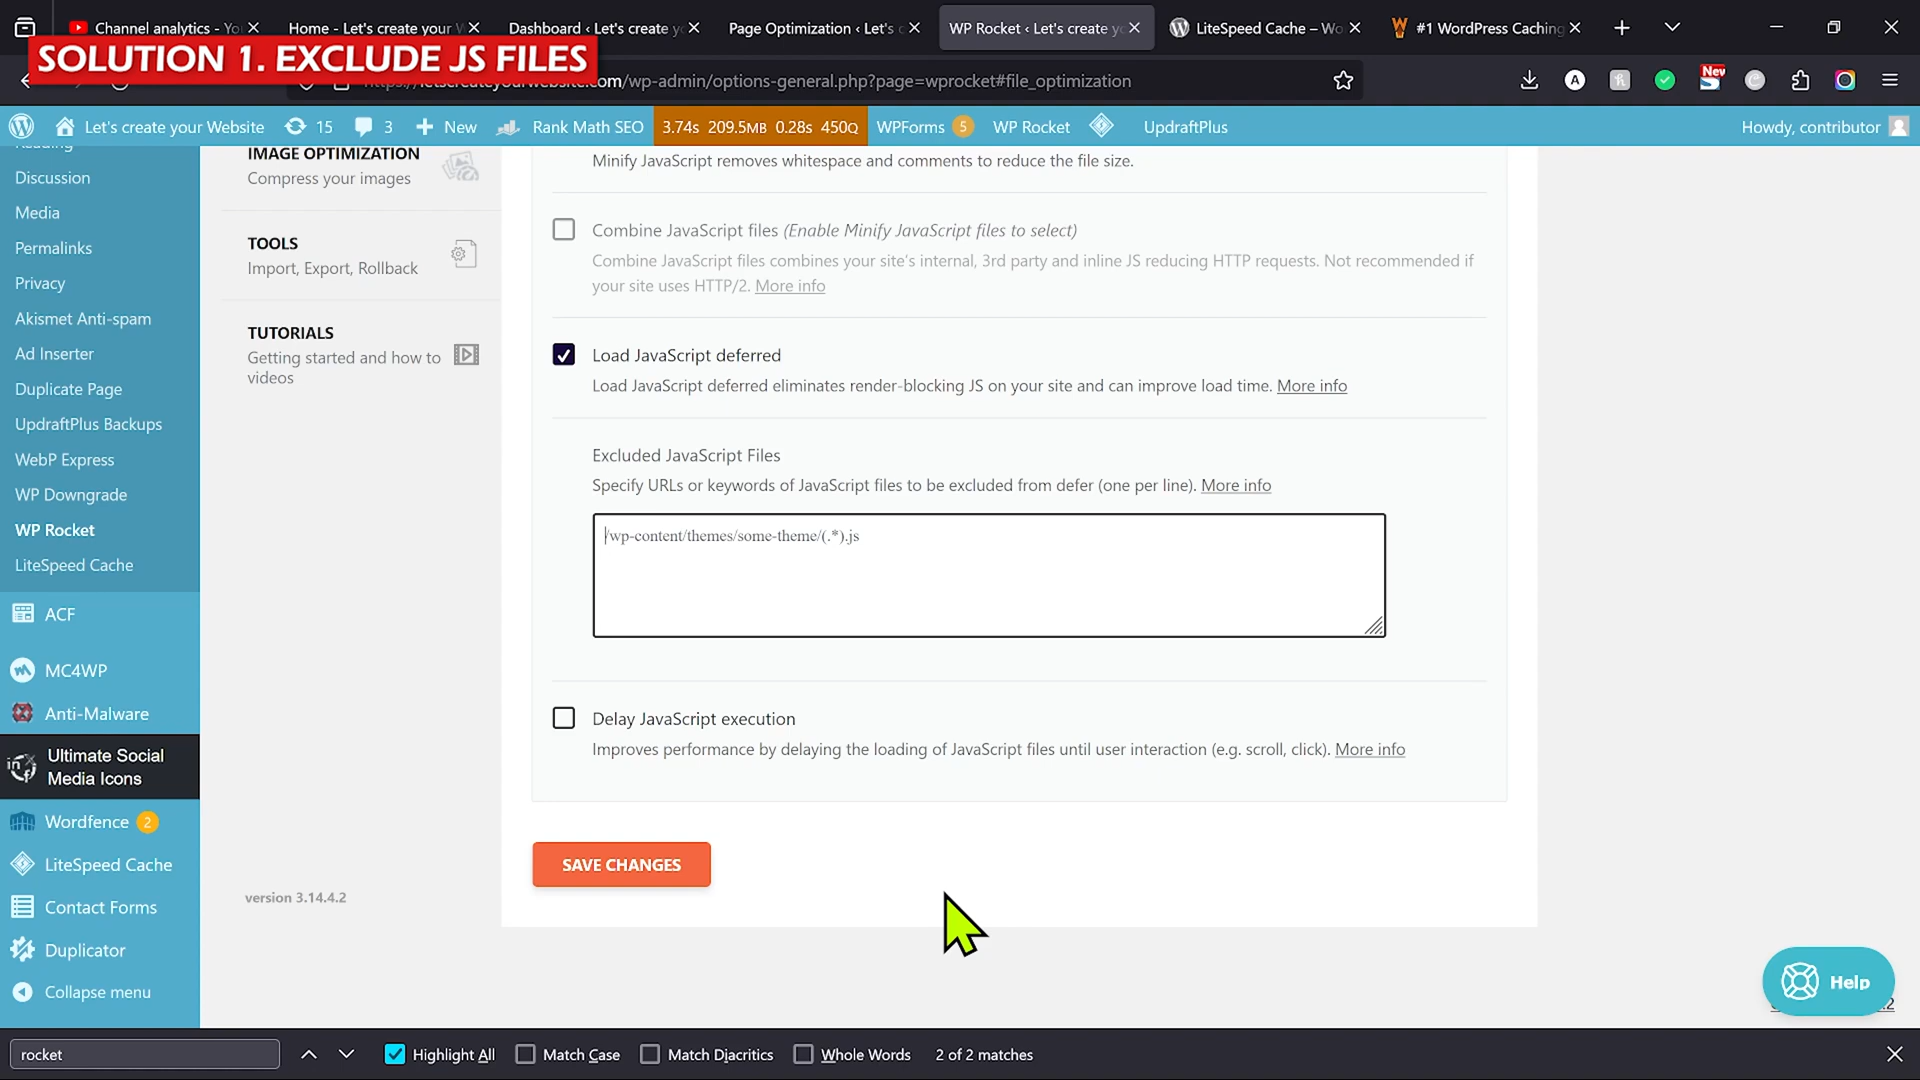 Channel analytics - Yo
Home - Let's create your W
Dashboard ‹ Let's create y
Page Optimization ‹ Let's c
WP Rocket ‹ Let's create yo
LiteSpeed Cache – Wo
#1 WordPress Caching
SOLUTION 1. EXCLUDE JS FILES
https://letscreateyourwebsite.com/wp-admin/options-general.php?page=wprocket#file_optimization
New
Let's create your Website
15
3
New
Rank Math SEO
3.74s 209.5MB 0.28s 450Q
WPForms 5
WP Rocket
UpdraftPlus
Howdy, contributor
Reading
Discussion
Media
Permalinks
Privacy
Akismet Anti-spam
Ad Inserter
Duplicate Page
UpdraftPlus Backups
WebP Express
WP Downgrade
WP Rocket
LiteSpeed Cache
ACF
MC4WP
Anti-Malware
Ultimate Social
Media Icons
Wordfence 2
LiteSpeed Cache
Contact Forms
Duplicator
Collapse menu
IMAGE OPTIMIZATION
Compress your images
TOOLS
Import, Export, Rollback
TUTORIALS
Getting started and how to
videos
version 3.14.4.2
Minify JavaScript removes whitespace and comments to reduce the file size.
Combine JavaScript files (Enable Minify JavaScript files to select)
Combine JavaScript files combines your site's internal, 3rd party and inline JS reducing HTTP requests. Not recommended if
your site uses HTTP/2. More info
Load JavaScript deferred
Load JavaScript deferred eliminates render-blocking JS on your site and can improve load time. More info
Excluded JavaScript Files
Specify URLs or keywords of JavaScript files to be excluded from defer (one per line). More info
/wp-content/themes/some-theme/(.*).js
Delay JavaScript execution
Improves performance by delaying the loading of JavaScript files until user interaction (e.g. scroll, click). More info
SAVE CHANGES
Help
rocket
Highlight All
Match Case
Match Diacritics
Whole Words
2 of 2 matches